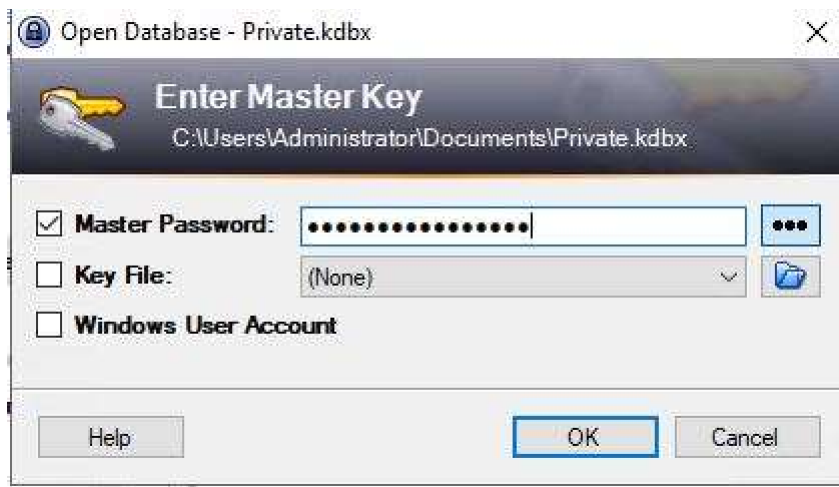 Open Database - Private.kdbx
Enter Master Key
C:\Users\Administrator\Documents\Private.kdbx
Master Password: •••••••••••••••••
Key File: (None)
Windows User Account
Help OK Cancel